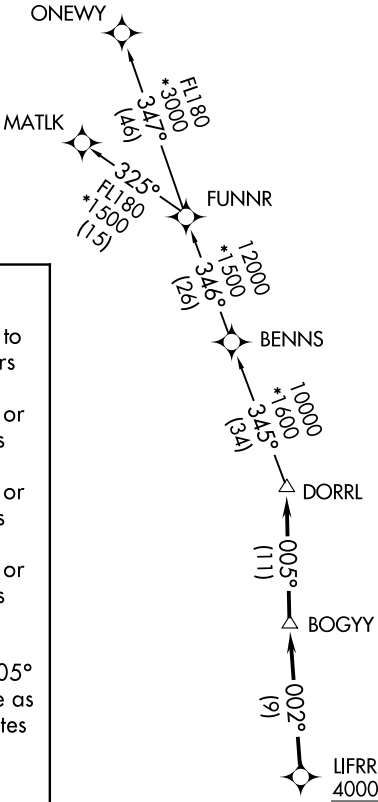 ONEWY
FL180
*3000
347°
(46)
MATLK
325°
FL180
*1500
(15)
FUNNR
12000
*1500
346°
(26)
BENNS
10000
*1600
345°
(34)
DORRL
005°
(11)
BOGYY
002°
(9)
LIFRR
4000
to
rs
or
s
or
s
or
s
05°
e as
tes